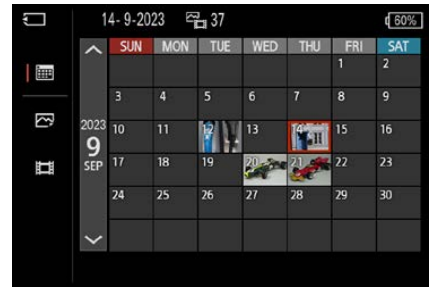 14- 9-2023 37 60%
SUN MON TUE WED THU FRI SAT
1 2
3 4 5 6 7 8 9
2023 10 11 12 13 14 15 16
9
SEP 17 18 19 20 21 22 23
24 25 26 27 28 29 30